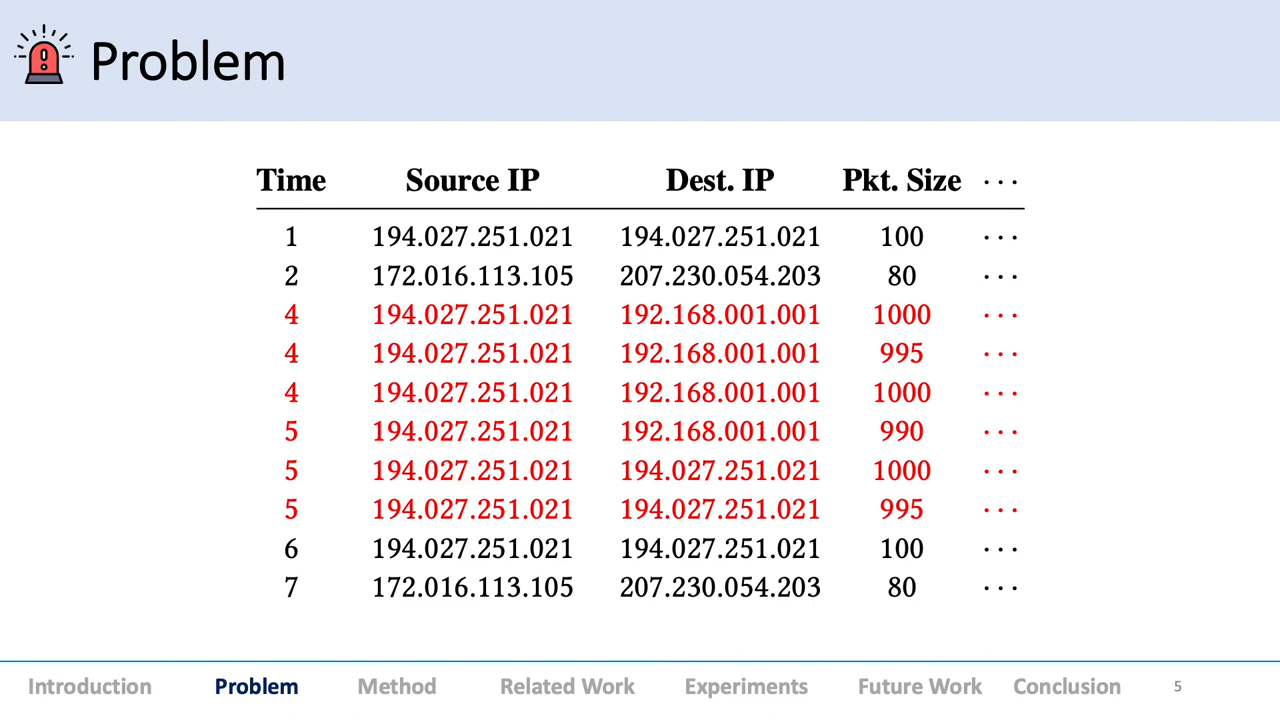 Problem
Time Source IP Dest. IP Pkt. Size ···
1 194.027.251.021 194.027.251.021 100 ···
2 172.016.113.105 207.230.054.203 80 ···
4 194.027.251.021 192.168.001.001 1000 ···
4 194.027.251.021 192.168.001.001 995 ···
4 194.027.251.021 192.168.001.001 1000 ···
5 194.027.251.021 192.168.001.001 990 ···
5 194.027.251.021 194.027.251.021 1000 ···
5 194.027.251.021 194.027.251.021 995 ···
6 194.027.251.021 194.027.251.021 100 ···
7 172.016.113.105 207.230.054.203 80 ···
Introduction Problem Method Related Work Experiments Future Work Conclusion 5